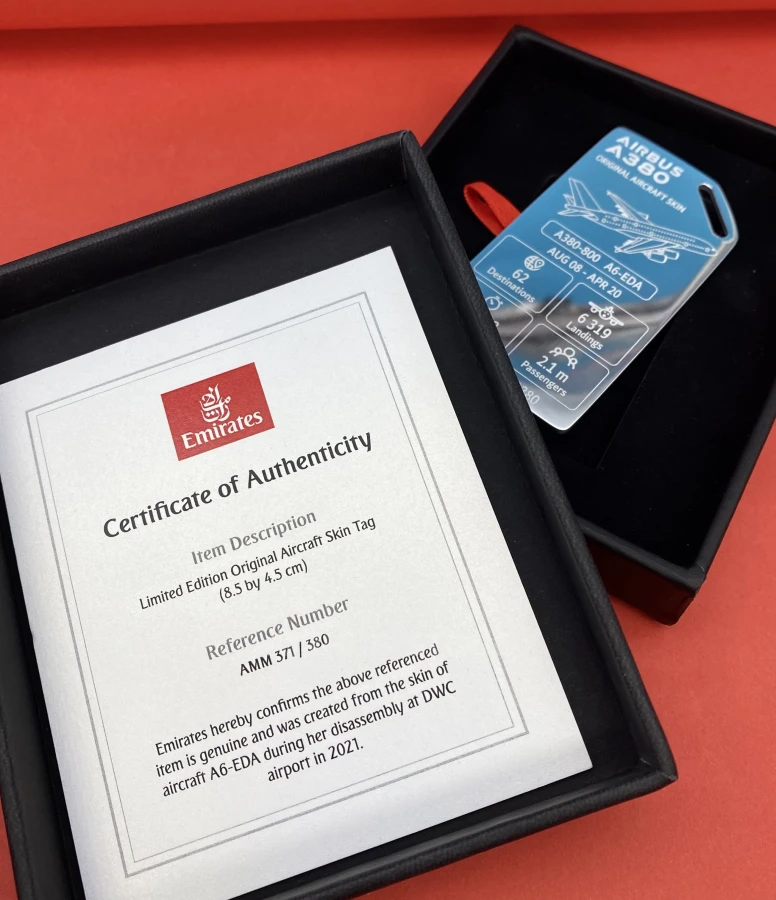 Emirates
Certificate of Authenticity
Item Description
Limited Edition Original Aircraft Skin Tag
(8.5 by 4.5 cm)
Reference Number
AMM 371 / 380
Emirates hereby confirms the above referenced
item is genuine and was created from the skin of
aircraft A6-EDA during her disassembly at DWC
airport in 2021.
AIRBUS
A380
ORIGINAL AIRCRAFT SKIN
A380-800 A6-EDA
AUG 08 - APR 20
62
Destinations
6 319
Landings
2.1 m
Passengers